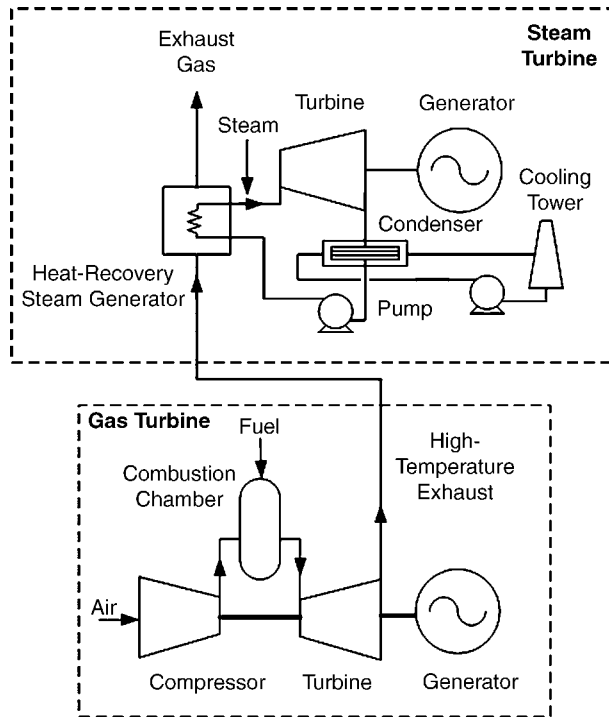 Exhaust
Gas
Steam
Turbine
Turbine
Generator
Steam
Cooling
Tower
Condenser
Heat-Recovery
Steam Generator
Pump
Gas Turbine
Fuel
Combustion
Chamber
High-
Temperature
Exhaust
Air
Compressor
Turbine
Generator